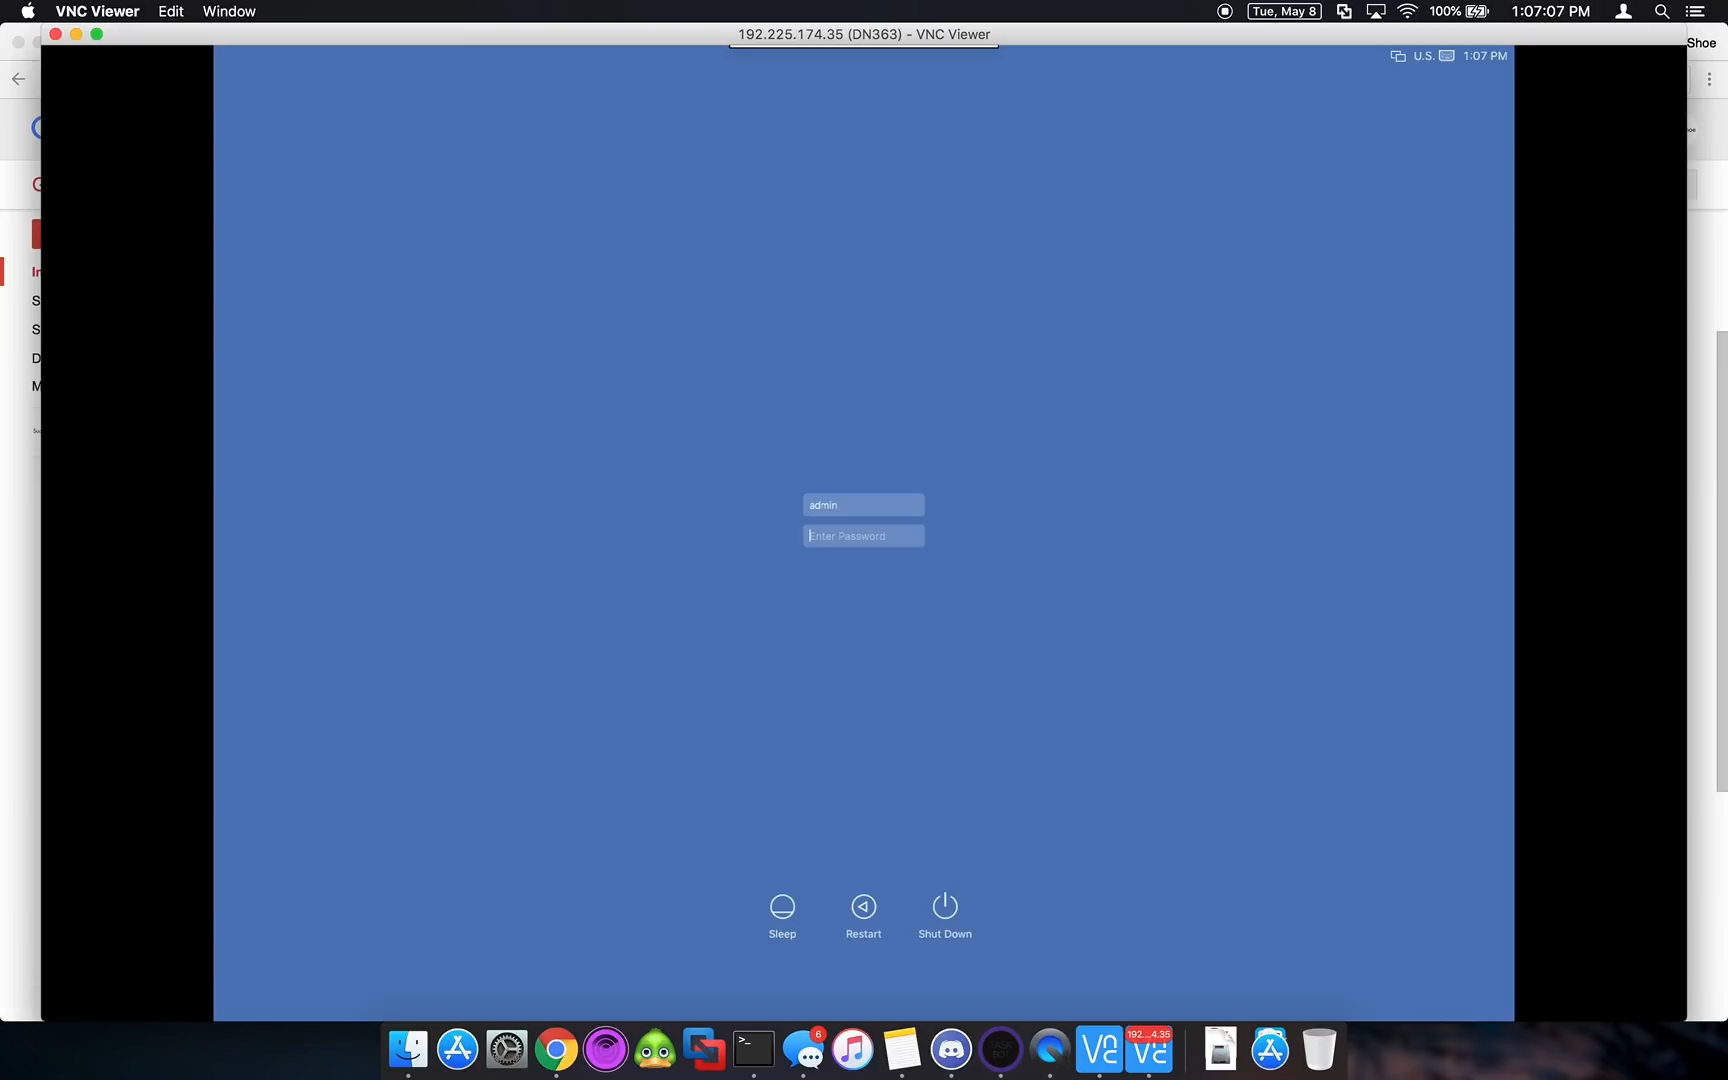 VNC Viewer Edit Window Tue, May 8 100% 1:07:07 PM
192.225.174.35 (DN363) - VNC Viewer
Shoe
U.S. 1:07 PM
G
In
S
S
D
M
admin
Enter Password
Sleep Restart Shut Down
6
192....4.35